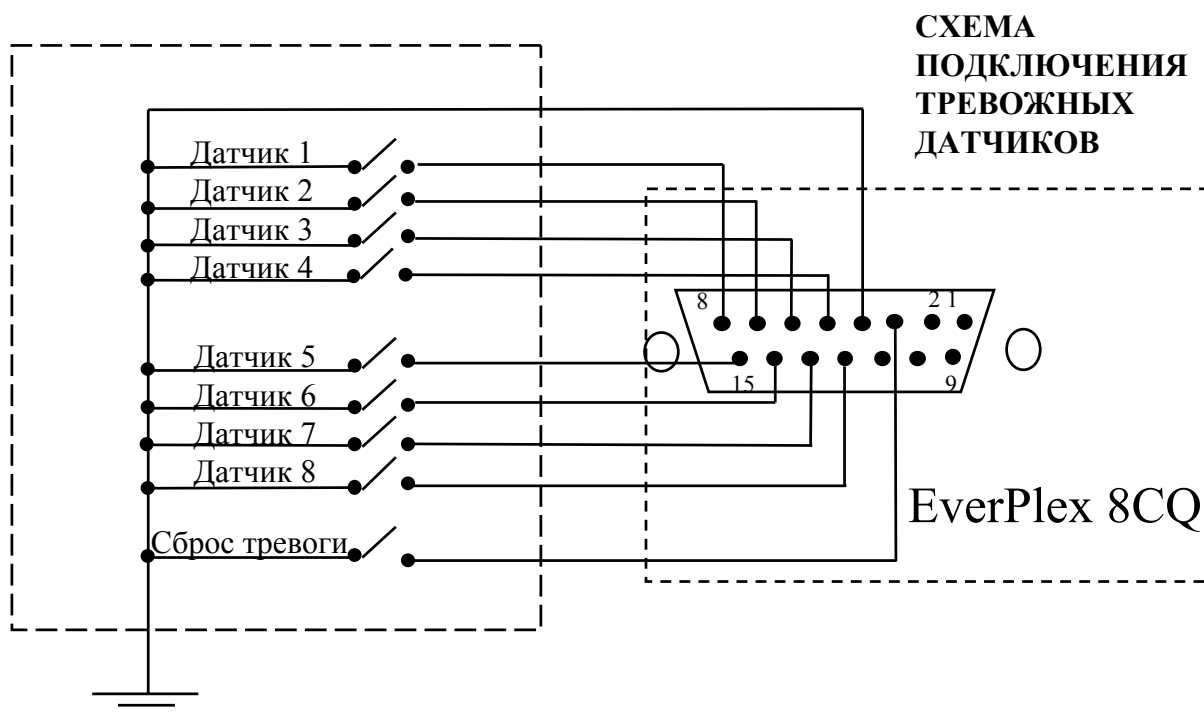 СХЕМА
ПОДКЛЮЧЕНИЯ
ТРЕВОЖНЫХ
ДАТЧИКОВ
Датчик 1
Датчик 2
Датчик 3
Датчик 4
8
2 1
Датчик 5
15
9
Датчик 6
Датчик 7
Датчик 8
EverPlex 8CQ
Сброс тревоги